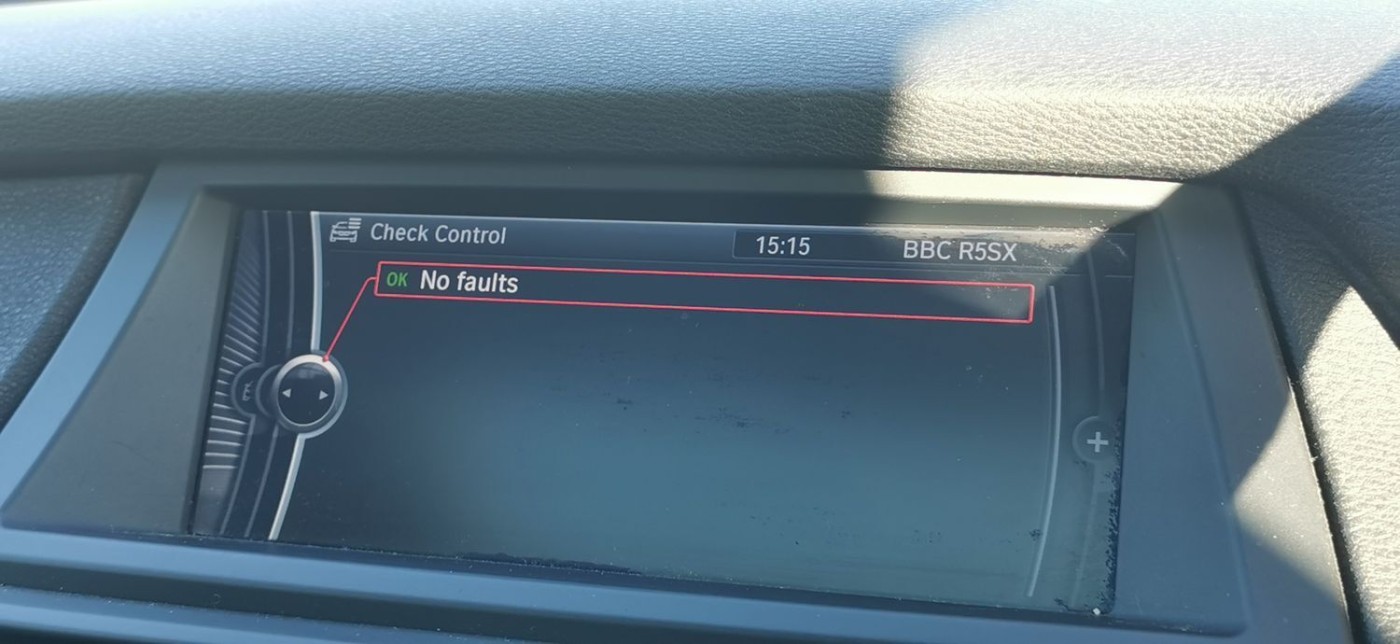 Check Control
15:15
BBC R5SX
OK No faults